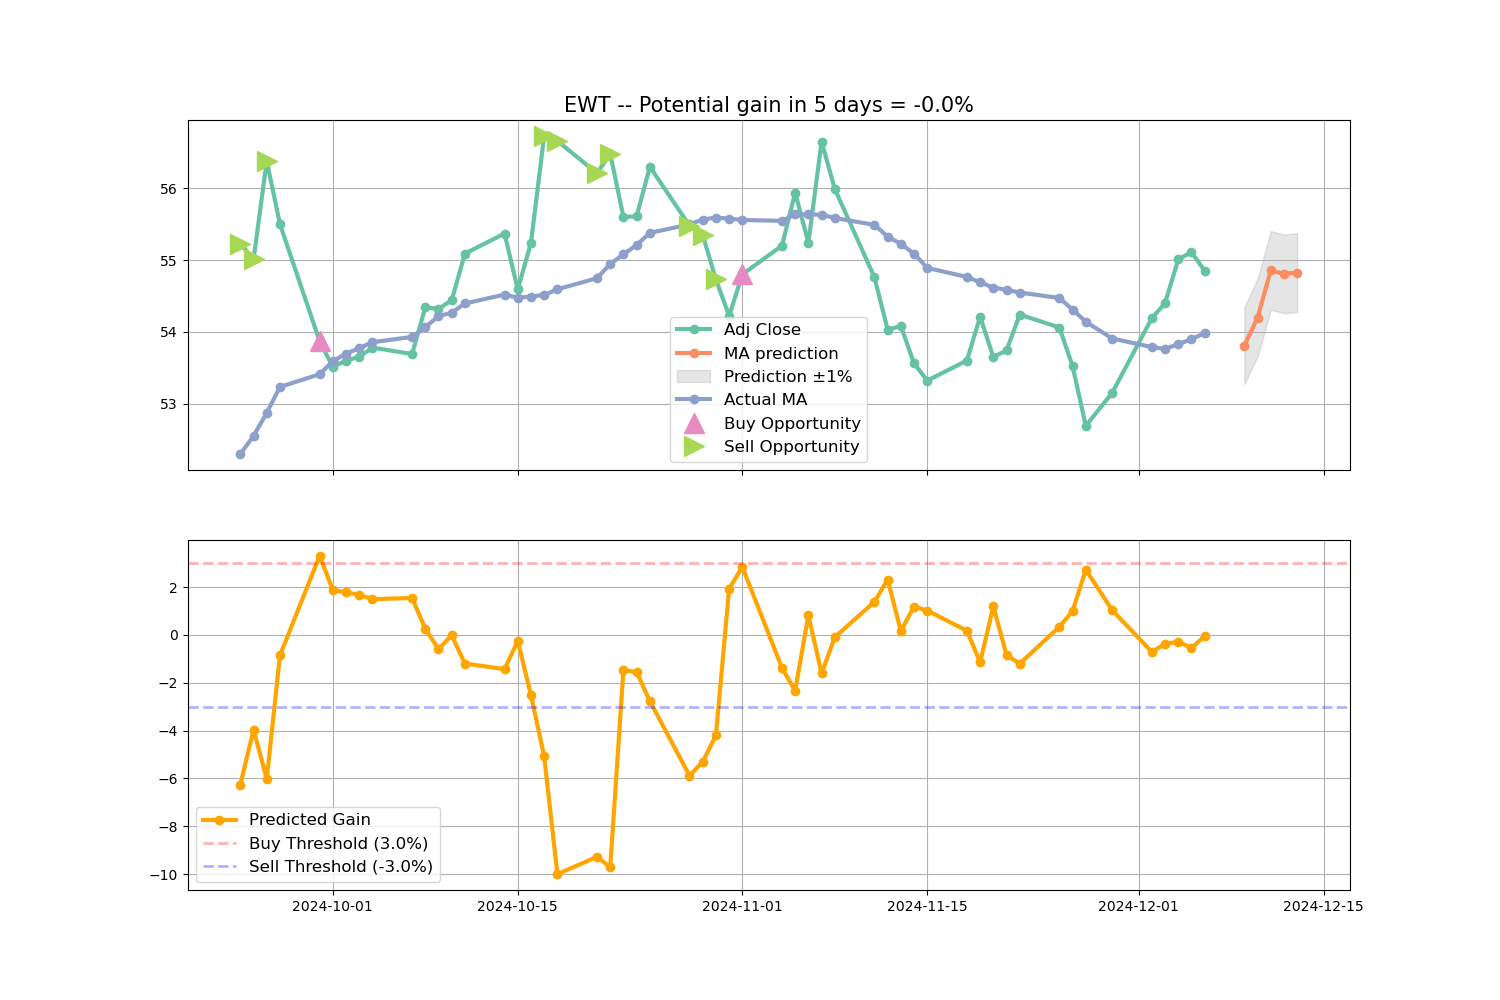 EWT -- Potential gain in 5 days = -0.0%
56
55
54
53
Adj Close
MA prediction
Prediction ±1%
Actual MA
Buy Opportunity
Sell Opportunity
2
0
−2
−4
−6
−8
−10
Predicted Gain
Buy Threshold (3.0%)
Sell Threshold (-3.0%)
2024-10-01
2024-10-15
2024-11-01
2024-11-15
2024-12-01
2024-12-15